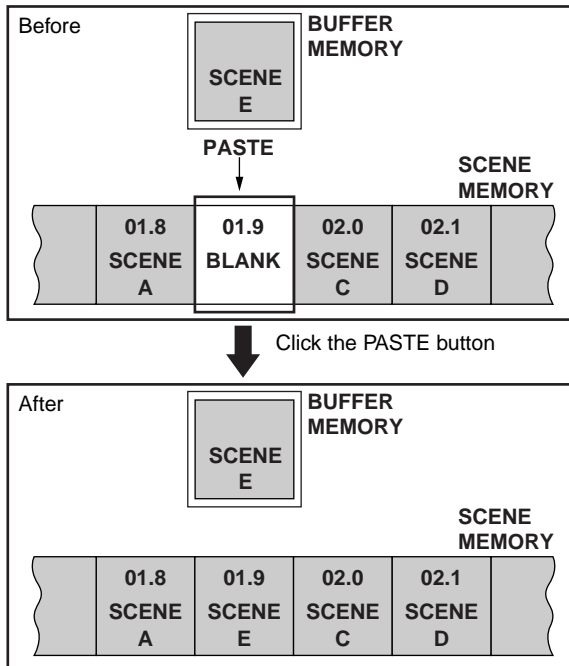 Before
BUFFER
MEMORY
SCENE
E
PASTE
SCENE
MEMORY
01.8 01.9 02.0 02.1
SCENE BLANK SCENE SCENE
A C D
Click the PASTE button
After
BUFFER
MEMORY
SCENE
E
SCENE
MEMORY
01.8 01.9 02.0 02.1
SCENE SCENE SCENE SCENE
A E C D